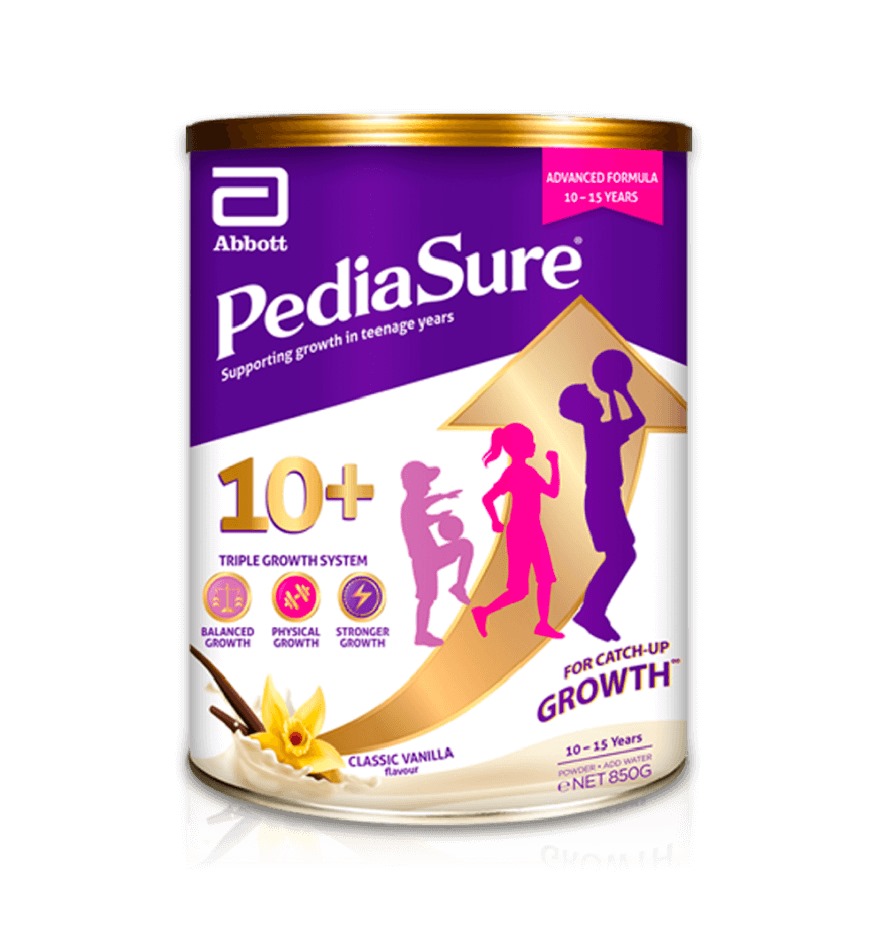 Abbott
ADVANCED FORMULA
10 – 15 YEARS
PediaSure®
Supporting growth in teenage years
10+
TRIPLE GROWTH SYSTEM
BALANCED GROWTH
PHYSICAL GROWTH
STRONGER GROWTH
FOR CATCH-UP
GROWTH
CLASSIC VANILLA
flavour
10 – 15 Years
POWDER • ADD WATER
℮ NET 850G